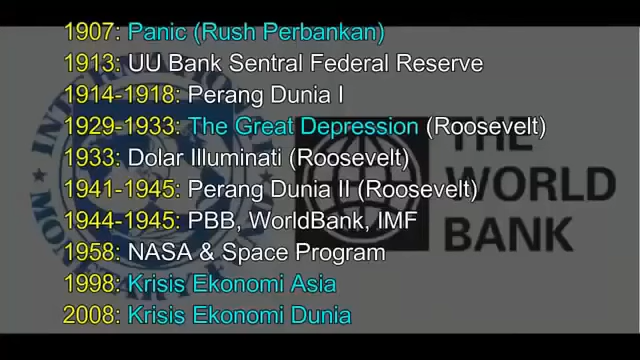 1907: Panic (Rush Perbankan)
1913: UU Bank Sentral Federal Reserve
1914-1918: Perang Dunia I
1929-1933: The Great Depression (Roosevelt)
1933: Dolar Illuminati (Roosevelt)
1941-1945: Perang Dunia II (Roosevelt)
1944-1945: PBB, WorldBank, IMF
1958: NASA & Space Program
1998: Krisis Ekonomi Asia
2008: Krisis Ekonomi Dunia
THE
WORLD
BANK